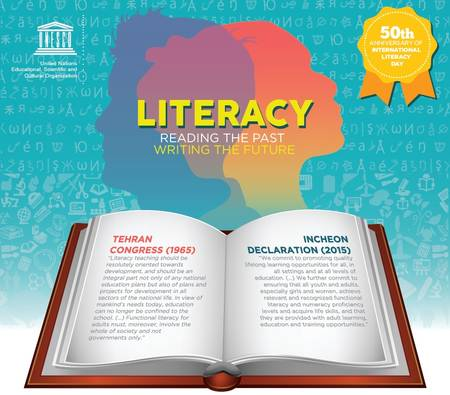 UNESCO
United Nations
Educational, Scientific and
Cultural Organization
50th
ANNIVERSARY OF
INTERNATIONAL
LITERACY
DAY
LITERACY
READING THE PAST
WRITING THE FUTURE
TEHRAN
CONGRESS (1965)
"Literacy teaching should be
resolutely oriented towards
development, and should be an
integral part not only of any national
education plans but also of plans and
projects for development in all
sectors of the national life. In view of
mankind's needs today, education
can no longer be confined to the
school. (...) Functional literacy for
adults must, moreover, involve the
whole of society and not
governments only."
INCHEON
DECLARATION (2015)
"We commit to promoting quality
lifelong learning opportunities for all, in
all settings and at all levels of
education. (...) We further commit to
ensuring that all youth and adults,
especially girls and women, achieve
relevant and recognized functional
literacy and numeracy proficiency
levels and acquire life skills, and that
they are provided with adult learning,
education and training opportunities."